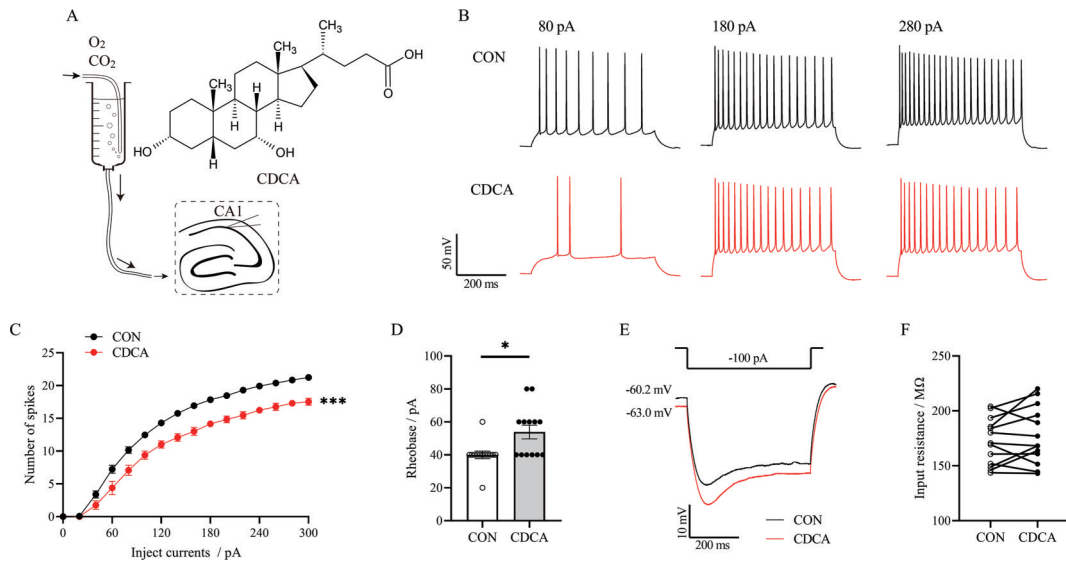 A
O2
CO2
CH3
CH3
CH3
OH
O
H
H
H
H
HO
OH
CDCA
CA1
B
80 pA
180 pA
280 pA
CON
CDCA
50 mV
200 ms
C
CON
CDCA
Number of spikes
25
20
15
10
5
0
0
60
120
180
240
300
***
Inject currents / pA
D
Rheobase / pA
100
80
60
40
20
0
*
CON
CDCA
E
-100 pA
-60.2 mV
-63.0 mV
10 mV
200 ms
CON
CDCA
F
Input resistance / MΩ
250
200
150
100
CON
CDCA